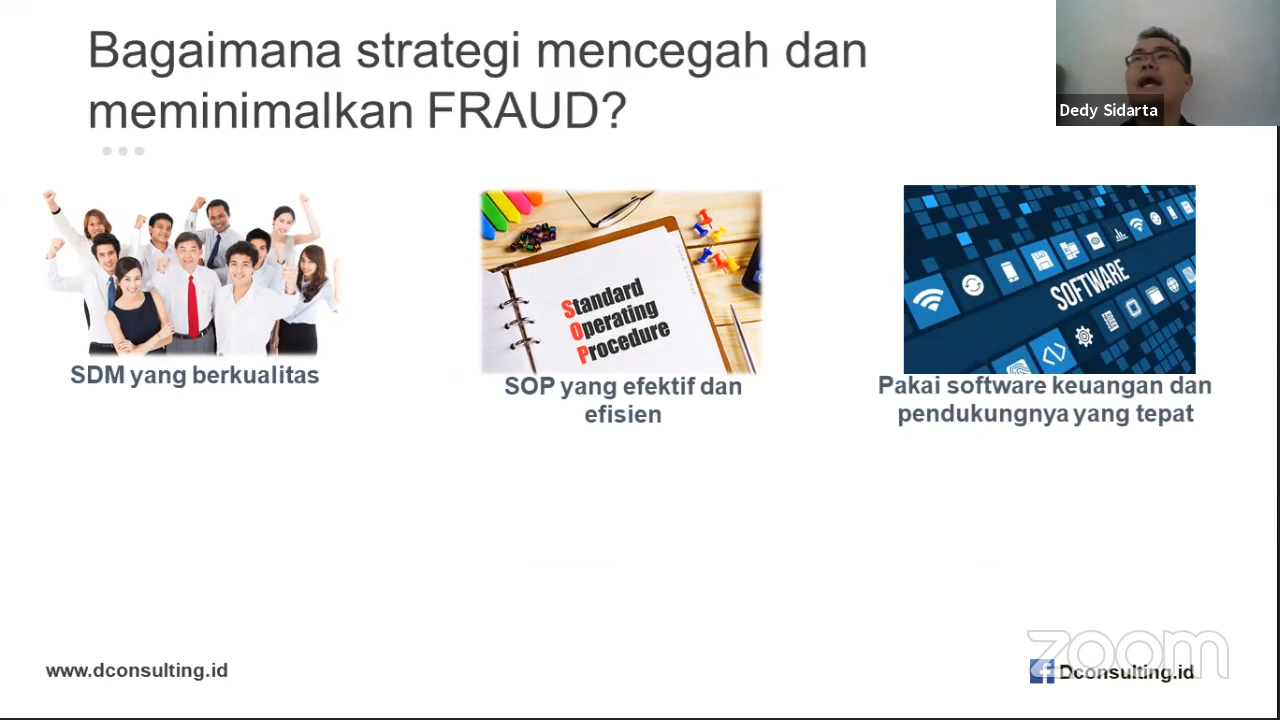 Bagaimana strategi mencegah dan
meminimalkan FRAUD?
Dedy Sidarta
Standard
Operating
Procedure
SOFTWARE
SDM yang berkualitas
SOP yang efektif dan
efisien
Pakai software keuangan dan
pendukungnya yang tepat
www.dconsulting.id
Dconsulting.id
zoom